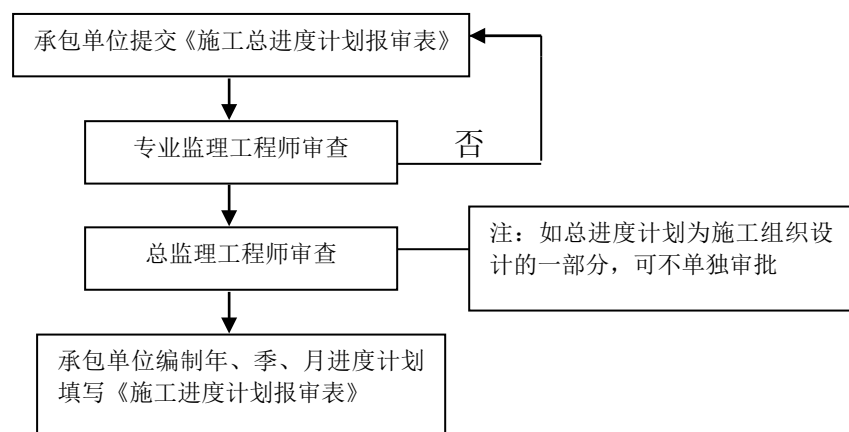 承包单位提交《施工总进度计划报审表》
专业监理工程师审查
否
总监理工程师审查
注：如总进度计划为施工组织设
计的一部分，可不单独审批
承包单位编制年、季、月进度计划
填写《施工进度计划报审表》